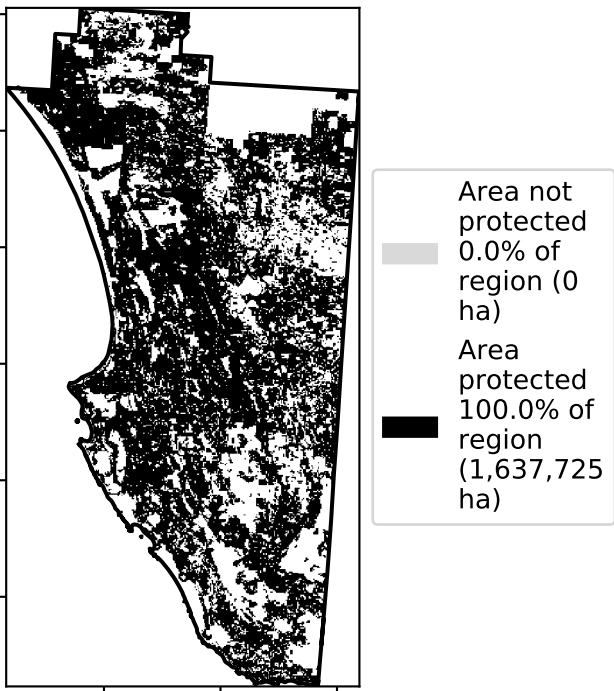 Area not
protected
0.0% of
region (0
ha)
Area
protected
100.0% of
region
(1,637,725
ha)